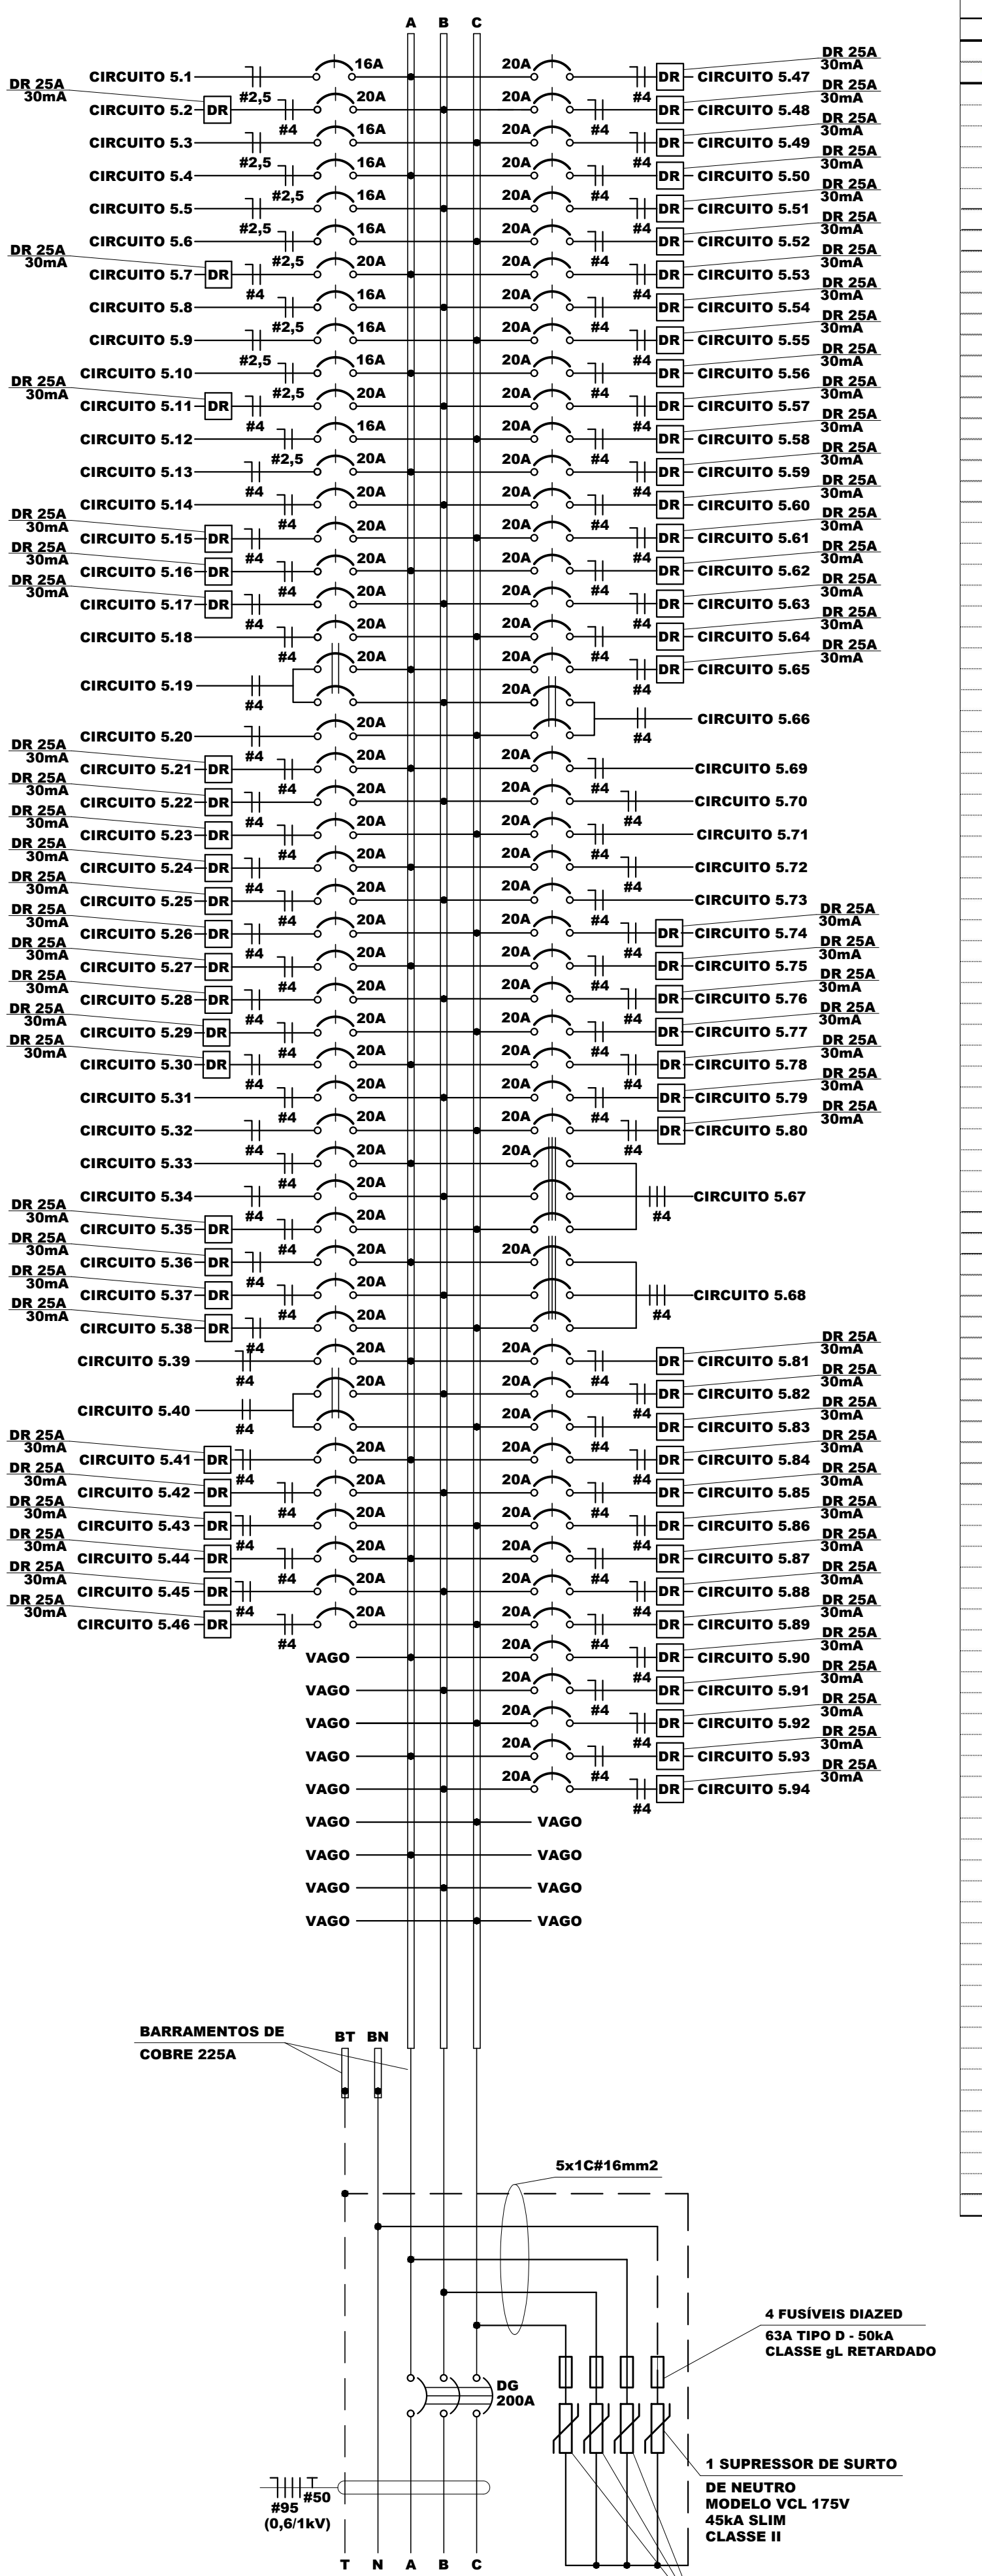 A B C
CIRCUITO 5.1 #2,5 16A 20A #4 DR CIRCUITO 5.47 DR 25A 30mA
DR 25A 30mA CIRCUITO 5.2 DR #4 20A 20A #4 DR CIRCUITO 5.48 DR 25A 30mA
CIRCUITO 5.3 #2,5 16A 20A #4 DR CIRCUITO 5.49 DR 25A 30mA
CIRCUITO 5.4 #2,5 16A 20A #4 DR CIRCUITO 5.50 DR 25A 30mA
CIRCUITO 5.5 #2,5 16A 20A #4 DR CIRCUITO 5.51 DR 25A 30mA
CIRCUITO 5.6 #2,5 16A 20A #4 DR CIRCUITO 5.52 DR 25A 30mA
DR 25A 30mA CIRCUITO 5.7 DR #4 20A 20A #4 DR CIRCUITO 5.53 DR 25A 30mA
CIRCUITO 5.8 #2,5 16A 20A #4 DR CIRCUITO 5.54 DR 25A 30mA
CIRCUITO 5.9 #2,5 16A 20A #4 DR CIRCUITO 5.55 DR 25A 30mA
CIRCUITO 5.10 #2,5 16A 20A #4 DR CIRCUITO 5.56 DR 25A 30mA
DR 25A 30mA CIRCUITO 5.11 DR #4 20A 20A #4 DR CIRCUITO 5.57 DR 25A 30mA
CIRCUITO 5.12 #2,5 16A 20A #4 DR CIRCUITO 5.58 DR 25A 30mA
CIRCUITO 5.13 #4 20A 20A #4 DR CIRCUITO 5.59 DR 25A 30mA
CIRCUITO 5.14 #4 20A 20A #4 DR CIRCUITO 5.60 DR 25A 30mA
DR 25A 30mA CIRCUITO 5.15 DR #4 20A 20A #4 DR CIRCUITO 5.61 DR 25A 30mA
DR 25A 30mA CIRCUITO 5.16 DR #4 20A 20A #4 DR CIRCUITO 5.62 DR 25A 30mA
DR 25A 30mA CIRCUITO 5.17 DR #4 20A 20A #4 DR CIRCUITO 5.63 DR 25A 30mA
CIRCUITO 5.18 #4 20A 20A #4 DR CIRCUITO 5.64 DR 25A 30mA
CIRCUITO 5.19 #4 20A 20A #4 DR CIRCUITO 5.65 DR 25A 30mA
20A #4 CIRCUITO 5.66
CIRCUITO 5.20 #4 20A
DR 25A 30mA CIRCUITO 5.21 DR #4 20A 20A #4 CIRCUITO 5.69
DR 25A 30mA CIRCUITO 5.22 DR #4 20A 20A #4 CIRCUITO 5.70
DR 25A 30mA CIRCUITO 5.23 DR #4 20A 20A #4 CIRCUITO 5.71
DR 25A 30mA CIRCUITO 5.24 DR #4 20A 20A #4 CIRCUITO 5.72
DR 25A 30mA CIRCUITO 5.25 DR #4 20A 20A #4 CIRCUITO 5.73
DR 25A 30mA CIRCUITO 5.26 DR #4 20A 20A #4 DR CIRCUITO 5.74 DR 25A 30mA
DR 25A 30mA CIRCUITO 5.27 DR #4 20A 20A #4 DR CIRCUITO 5.75 DR 25A 30mA
DR 25A 30mA CIRCUITO 5.28 DR #4 20A 20A #4 DR CIRCUITO 5.76 DR 25A 30mA
DR 25A 30mA CIRCUITO 5.29 DR #4 20A 20A #4 DR CIRCUITO 5.77 DR 25A 30mA
DR 25A 30mA CIRCUITO 5.30 DR #4 20A 20A #4 DR CIRCUITO 5.78 DR 25A 30mA
CIRCUITO 5.31 #4 20A 20A #4 DR CIRCUITO 5.79 DR 25A 30mA
CIRCUITO 5.32 #4 20A 20A #4 DR CIRCUITO 5.80 DR 25A 30mA
CIRCUITO 5.33 #4 20A 20A
CIRCUITO 5.34 #4 20A #4 CIRCUITO 5.67
DR 25A 30mA CIRCUITO 5.35 DR #4 20A
DR 25A 30mA CIRCUITO 5.36 DR #4 20A 20A
DR 25A 30mA CIRCUITO 5.37 DR #4 20A #4 CIRCUITO 5.68
DR 25A 30mA CIRCUITO 5.38 DR #4 20A
CIRCUITO 5.39 #4 20A 20A #4 DR CIRCUITO 5.81 DR 25A 30mA
20A 20A #4 DR CIRCUITO 5.82 DR 25A 30mA
CIRCUITO 5.40 #4 20A #4 DR CIRCUITO 5.83 DR 25A 30mA
DR 25A 30mA CIRCUITO 5.41 DR #4 20A 20A #4 DR CIRCUITO 5.84 DR 25A 30mA
DR 25A 30mA CIRCUITO 5.42 DR #4 20A 20A #4 DR CIRCUITO 5.85 DR 25A 30mA
DR 25A 30mA CIRCUITO 5.43 DR #4 20A 20A #4 DR CIRCUITO 5.86 DR 25A 30mA
DR 25A 30mA CIRCUITO 5.44 DR #4 20A 20A #4 DR CIRCUITO 5.87 DR 25A 30mA
DR 25A 30mA CIRCUITO 5.45 DR #4 20A 20A #4 DR CIRCUITO 5.88 DR 25A 30mA
DR 25A 30mA CIRCUITO 5.46 DR #4 20A 20A #4 DR CIRCUITO 5.89 DR 25A 30mA
VAGO 20A #4 DR CIRCUITO 5.90 DR 25A 30mA
VAGO 20A #4 DR CIRCUITO 5.91 DR 25A 30mA
VAGO 20A #4 DR CIRCUITO 5.92 DR 25A 30mA
VAGO 20A #4 DR CIRCUITO 5.93 DR 25A 30mA
VAGO 20A #4 DR CIRCUITO 5.94 DR 25A 30mA
VAGO VAGO
VAGO VAGO
VAGO VAGO
VAGO VAGO
BARRAMENTOS DE
COBRE 225A
BT BN
5x1C#16mm2
4 FUSÍVEIS DIAZED
63A TIPO D - 50kA
CLASSE gL RETARDADO
DG
200A
1 SUPRESSOR DE SURTO
DE NEUTRO
MODELO VCL 175V
45kA SLIM
CLASSE II
#95 #50
(0,6/1kV)
T N A B C